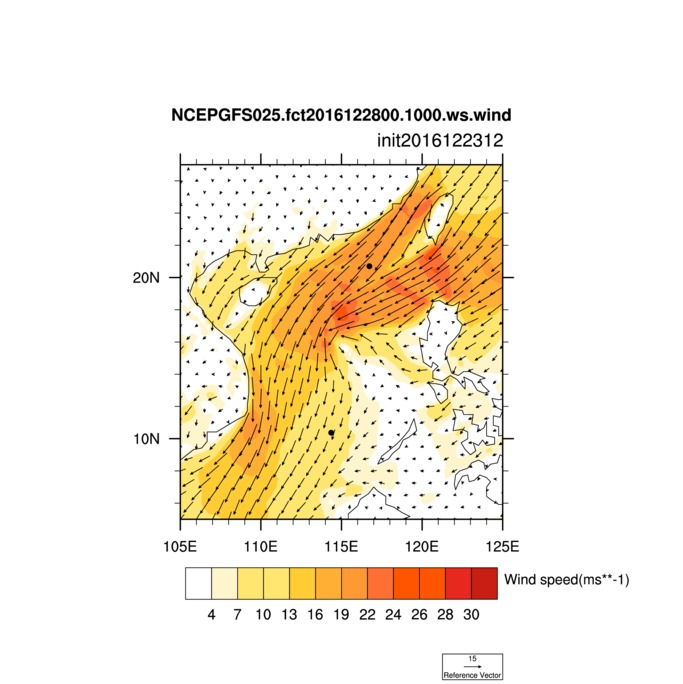 NCEPGFS025.fct2016122800.1000.ws.wind
init2016122312
20N
10N
105E 110E 115E 120E 125E
Wind speed(ms**-1)
4 7 10 13 16 19 22 24 26 28 30
15
Reference Vector